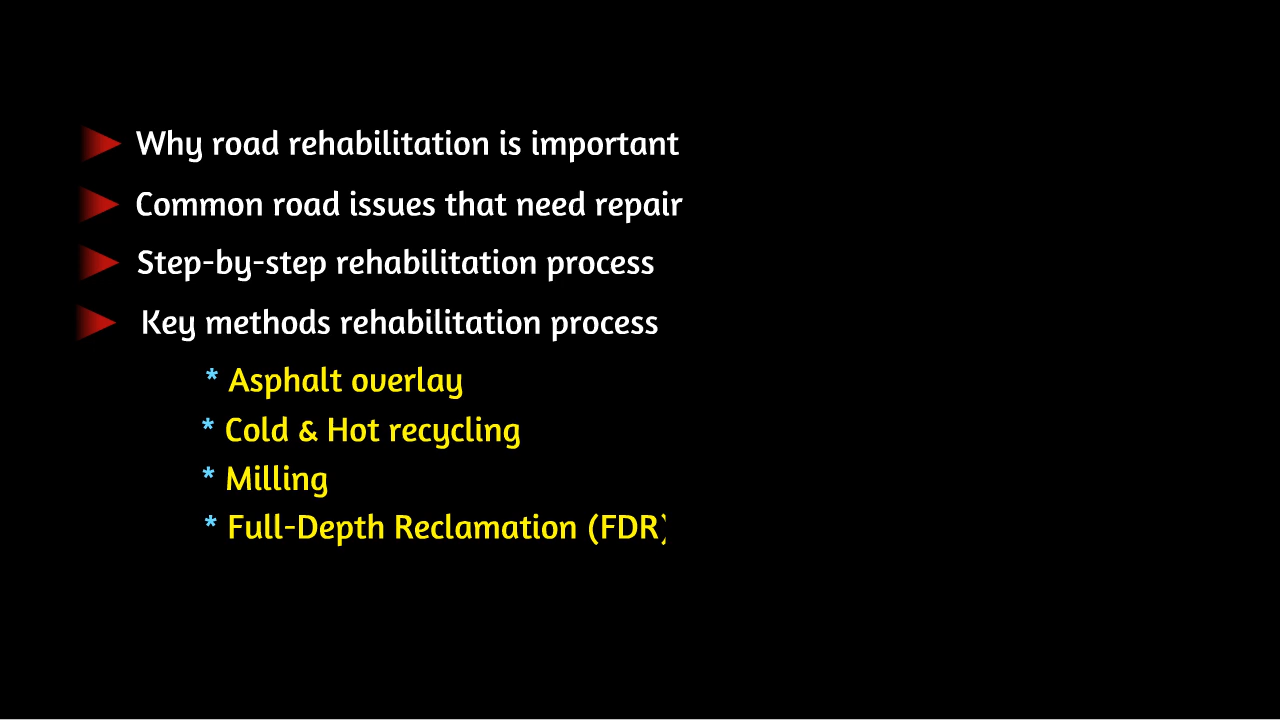 Why road rehabilitation is important
Common road issues that need repair
Step-by-step rehabilitation process
Key methods rehabilitation process
* Asphalt overlay
* Cold & Hot recycling
* Milling
* Full-Depth Reclamation (FDR)